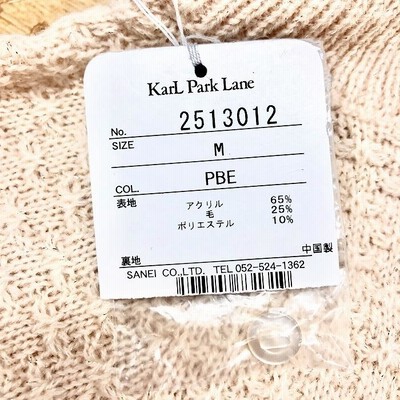 KarL Park Lane
No. 2513012
SIZE M
COL. PBE
表地 アクリル 65%
毛 25%
ポリエステル 10%
裏地 中国製
SANEI CO.,LTD. TEL 052-524-1362